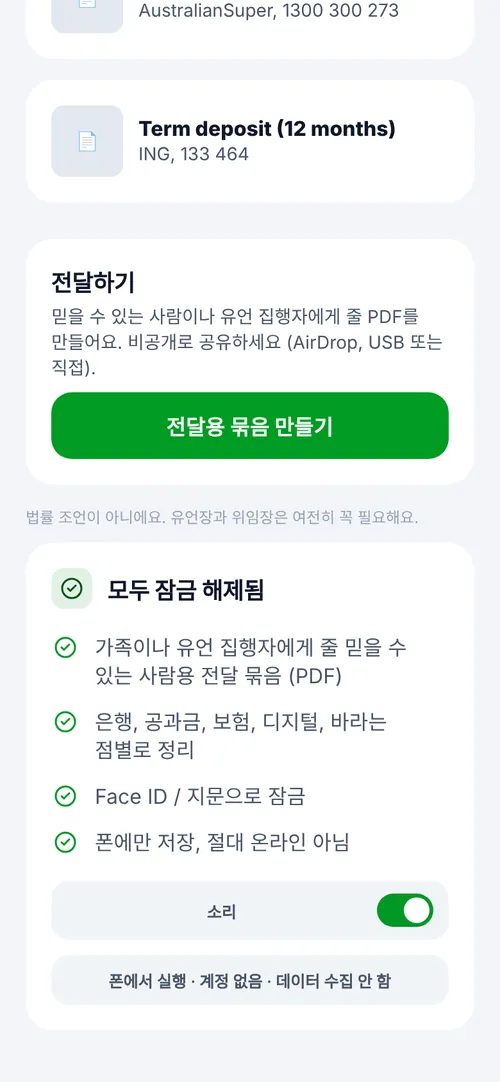 AustralianSuper, 1300 300 273
Term deposit (12 months)
ING, 133 464
전달하기
믿을 수 있는 사람이나 유언 집행자에게 줄 PDF를
만들어요. 비공개로 공유하세요 (AirDrop, USB 또는
직접).
전달용 묶음 만들기
법률 조언이 아니에요. 유언장과 위임장은 여전히 꼭 필요해요.
모두 잠금 해제됨
가족이나 유언 집행자에게 줄 믿을 수
있는 사람용 전달 묶음 (PDF)
은행, 공과금, 보험, 디지털, 바라는
점별로 정리
Face ID / 지문으로 잠금
폰에만 저장, 절대 온라인 아님
소리
폰에서 실행 · 계정 없음 · 데이터 수집 안 함